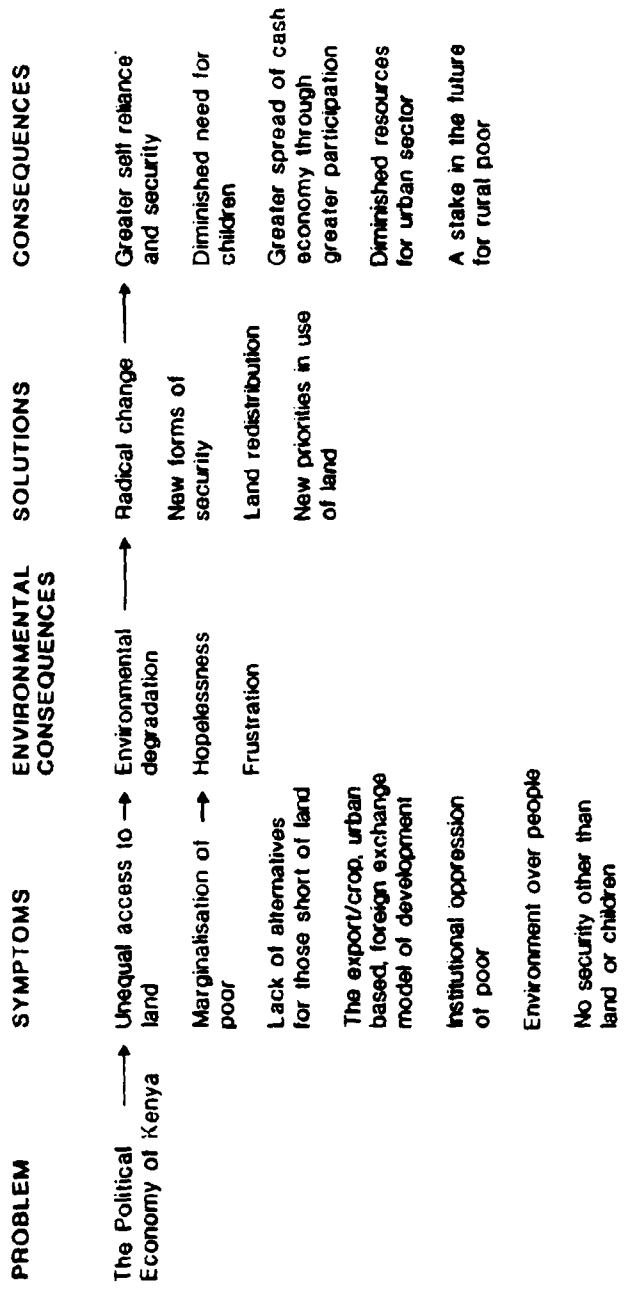 PROBLEM
The Political
Economy of Kenya
SYMPTOMS
Unequal access to
land
Marginalisation of
poor
Lack of alternatives
for those short of land
The export/crop, urban
based, foreign exchange
model of development
Institutional oppression
of poor
Environment over people
No security other than
land or children
ENVIRONMENTAL
CONSEQUENCES
Environmental
degradation
Hopelessness
Frustration
SOLUTIONS
Radical change
New forms of
security
Land redistribution
New priorities in use
of land
CONSEQUENCES
Greater self reliance
and security
Diminished need for
children
Greater spread of cash
economy through
greater participation
Diminished resources
for urban sector
A stake in the future
for rural poor